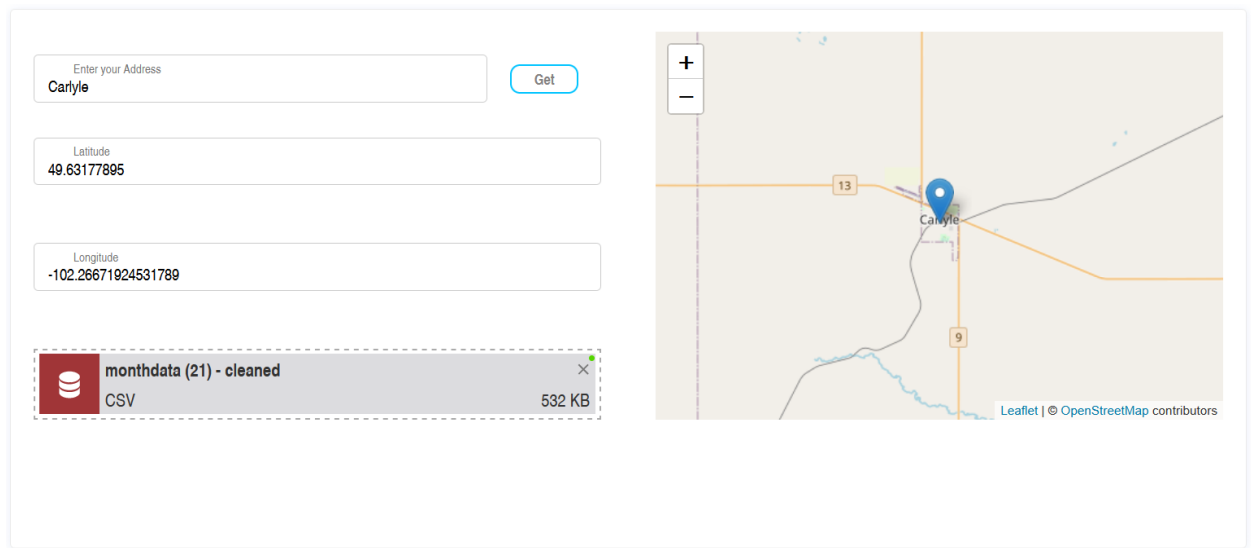 Enter your Address
Carlyle
Get
Latitude
49.63177895
Longitude
-102.26671924531789
monthdata (21) - cleaned
CSV
532 KB
+
−
13
Carlyle
9
Leaflet | © OpenStreetMap contributors